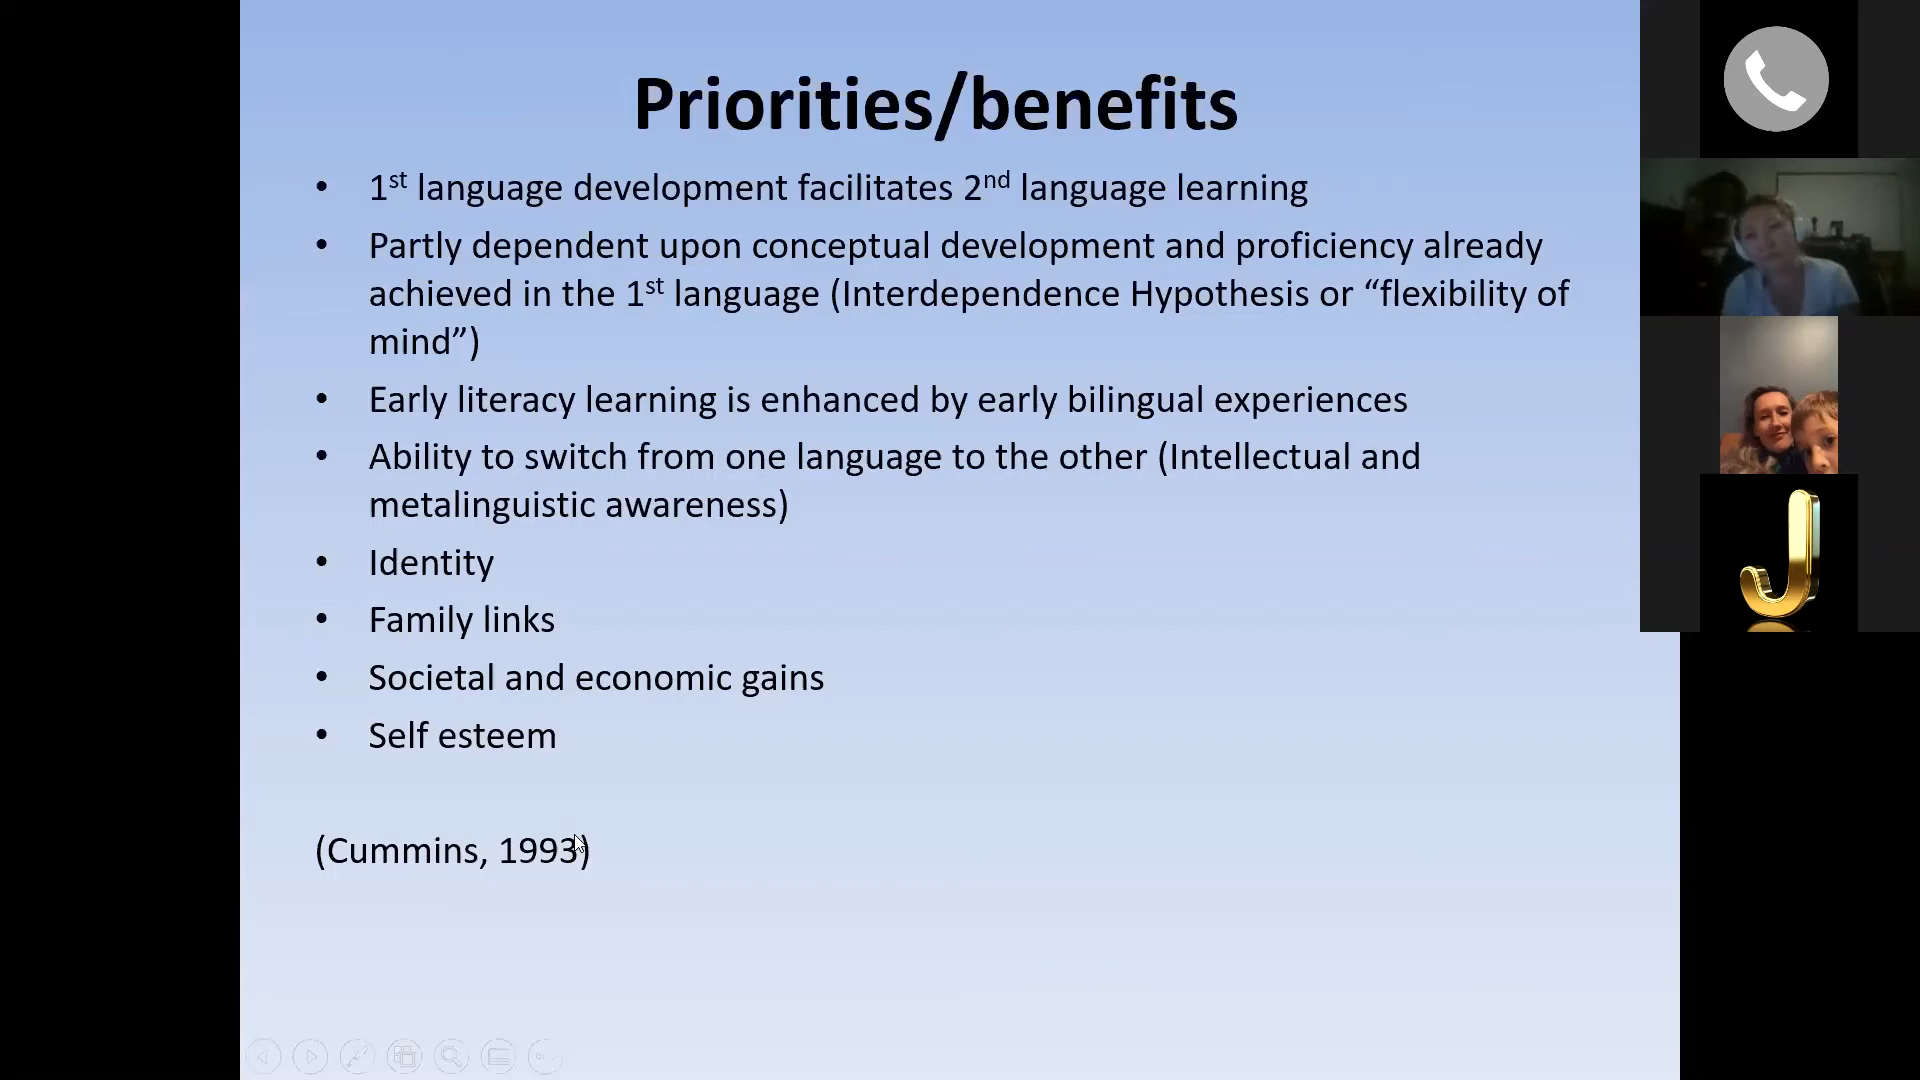 Priorities/benefits
• 1st language development facilitates 2nd language learning
• Partly dependent upon conceptual development and proficiency already
achieved in the 1st language (Interdependence Hypothesis or “flexibility of
mind”)
• Early literacy learning is enhanced by early bilingual experiences
• Ability to switch from one language to the other (Intellectual and
metalinguistic awareness)
• Identity
• Family links
• Societal and economic gains
• Self esteem
(Cummins, 1993)
J